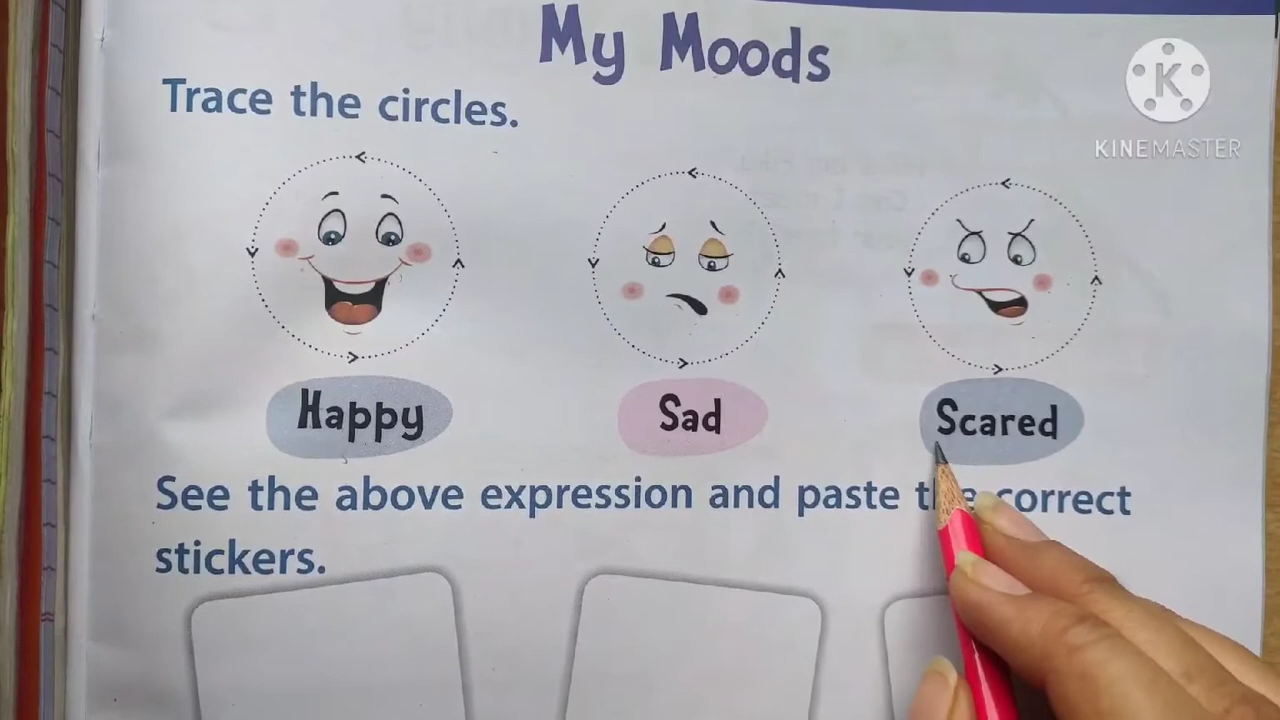 My Moods
Trace the circles.
K
KINEMASTER
Happy
Sad
Scared
See the above expression and paste the correct
stickers.